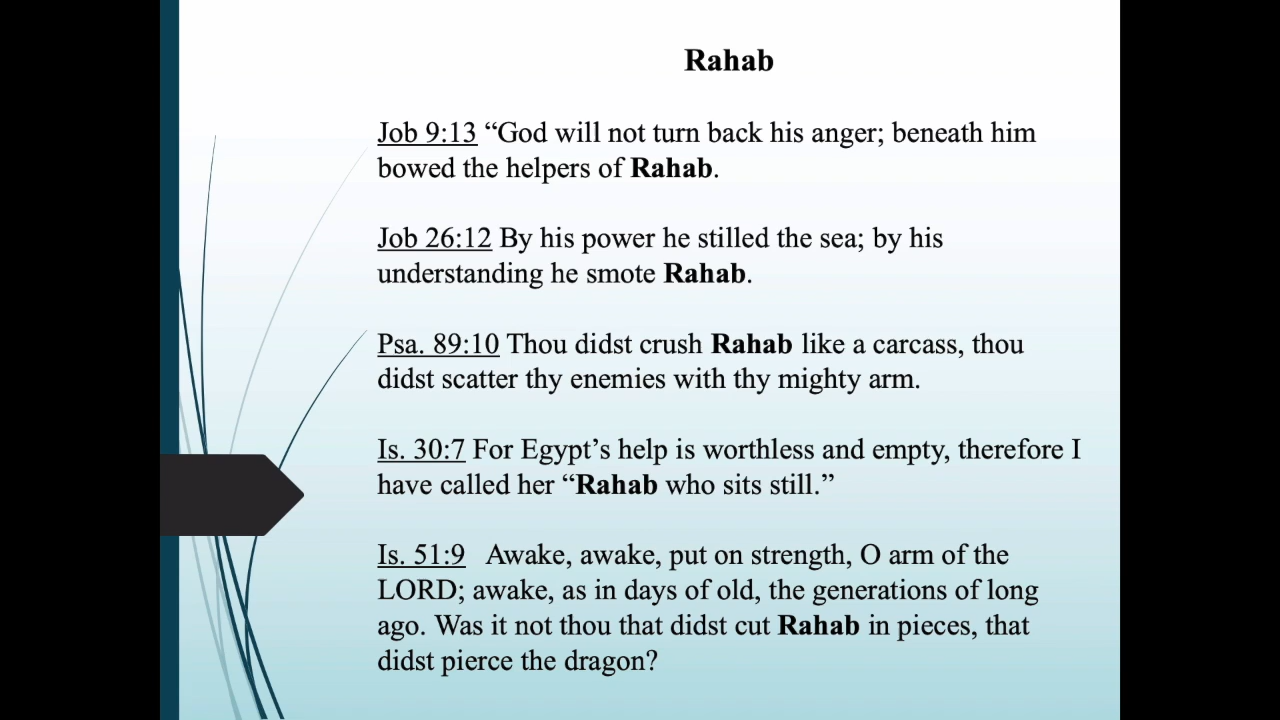 Rahab
Job 9:13 “God will not turn back his anger; beneath him
bowed the helpers of Rahab.
Job 26:12 By his power he stilled the sea; by his
understanding he smote Rahab.
Psa. 89:10 Thou didst crush Rahab like a carcass, thou
didst scatter thy enemies with thy mighty arm.
Is. 30:7 For Egypt’s help is worthless and empty, therefore I
have called her “Rahab who sits still.”
Is. 51:9 Awake, awake, put on strength, O arm of the
LORD; awake, as in days of old, the generations of long
ago. Was it not thou that didst cut Rahab in pieces, that
didst pierce the dragon?